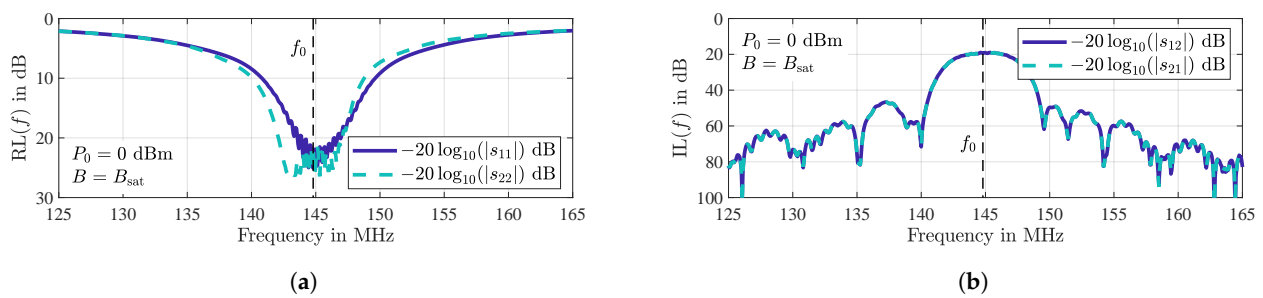 0
10
20
30
RL(f) in dB
125 130 135 140 145 150 155 160 165
Frequency in MHz
f₀
P₀ = 0 dBm
B = B_sat
−20 log₁₀(|s₁₁|) dB
−20 log₁₀(|s₂₂|) dB
(a)
0
20
40
60
80
100
IL(f) in dB
125 130 135 140 145 150 155 160 165
Frequency in MHz
P₀ = 0 dBm
B = B_sat
f₀
−20 log₁₀(|s₁₂|) dB
−20 log₁₀(|s₂₁|) dB
(b)